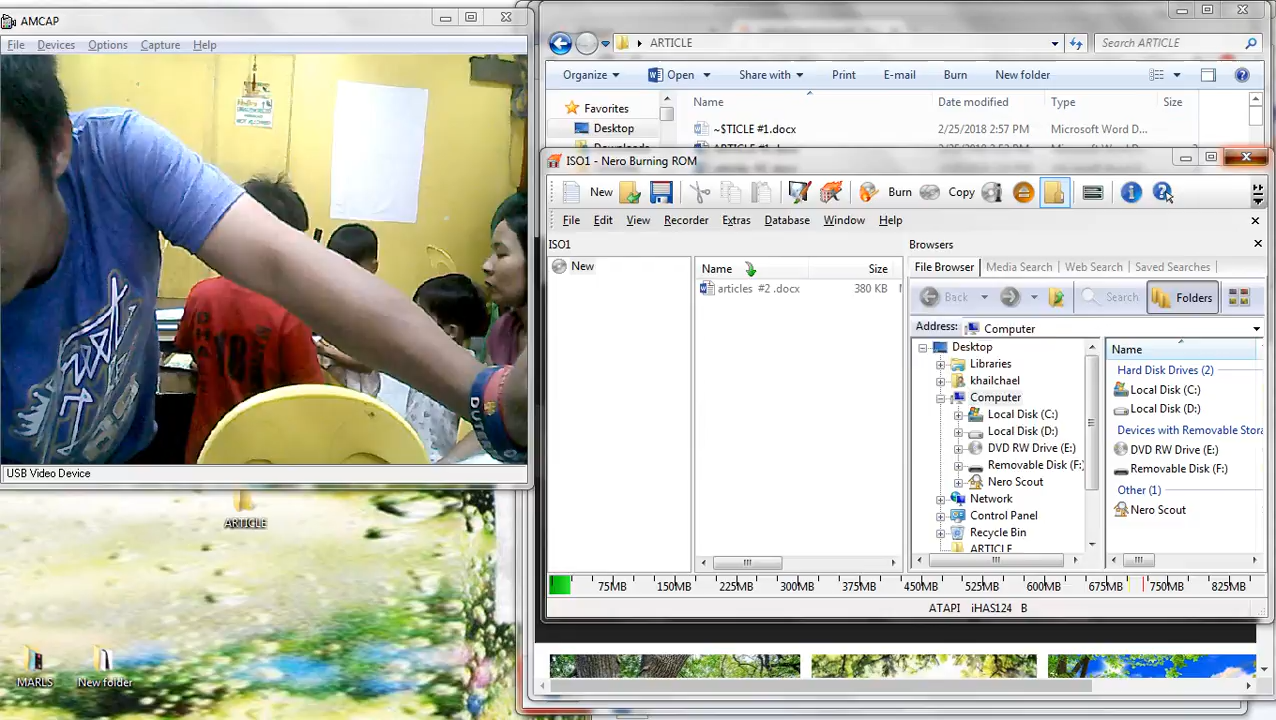 AMCAP
File Devices Options Capture Help
USB Video Device
ARTICLE
MARLS
New folder
ARTICLE
Search ARTICLE
Organize Open Share with Print E-mail Burn New folder
Favorites
Desktop
Name Date modified Type Size
~$TICLE #1.docx 2/25/2018 2:57 PM Microsoft Word D...
ISO1 - Nero Burning ROM
New Burn Copy
File Edit View Recorder Extras Database Window Help
ISO1
New
Name Size
articles #2 .docx 380 KB
Browsers
File Browser Media Search Web Search Saved Searches
Back Search Folders
Address: Computer
Desktop
Libraries
khailchael
Computer
Local Disk (C:)
Local Disk (D:)
DVD RW Drive (E:)
Removable Disk (F:)
Nero Scout
Network
Control Panel
Recycle Bin
ARTICLE
Name
Hard Disk Drives (2)
Local Disk (C:)
Local Disk (D:)
Devices with Removable Stora
DVD RW Drive (E:)
Removable Disk (F:)
Other (1)
Nero Scout
75MB 150MB 225MB 300MB 375MB 450MB 525MB 600MB 675MB 750MB 825MB
ATAPI iHAS124 B